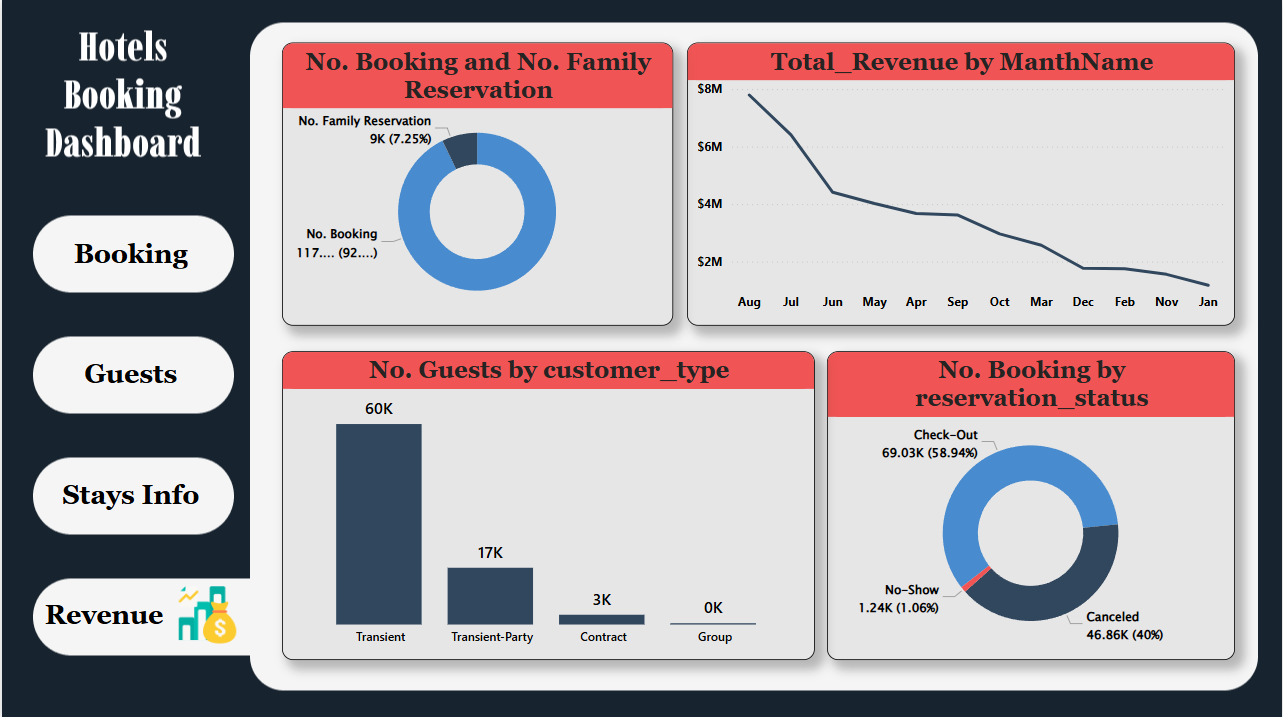 Hotels
Booking
Dashboard
Booking
Guests
Stays Info
Revenue
$
No. Booking and No. Family
Reservation
No. Family Reservation
9K (7.25%)
No. Booking
117.... (92....)
Total_Revenue by ManthName
$8M
$6M
$4M
$2M
Aug Jul Jun May Apr Sep Oct Mar Dec Feb Nov Jan
No. Guests by customer_type
60K
17K
3K
0K
Transient Transient-Party Contract Group
No. Booking by
reservation_status
Check-Out
69.03K (58.94%)
No-Show
1.24K (1.06%)
Canceled
46.86K (40%)